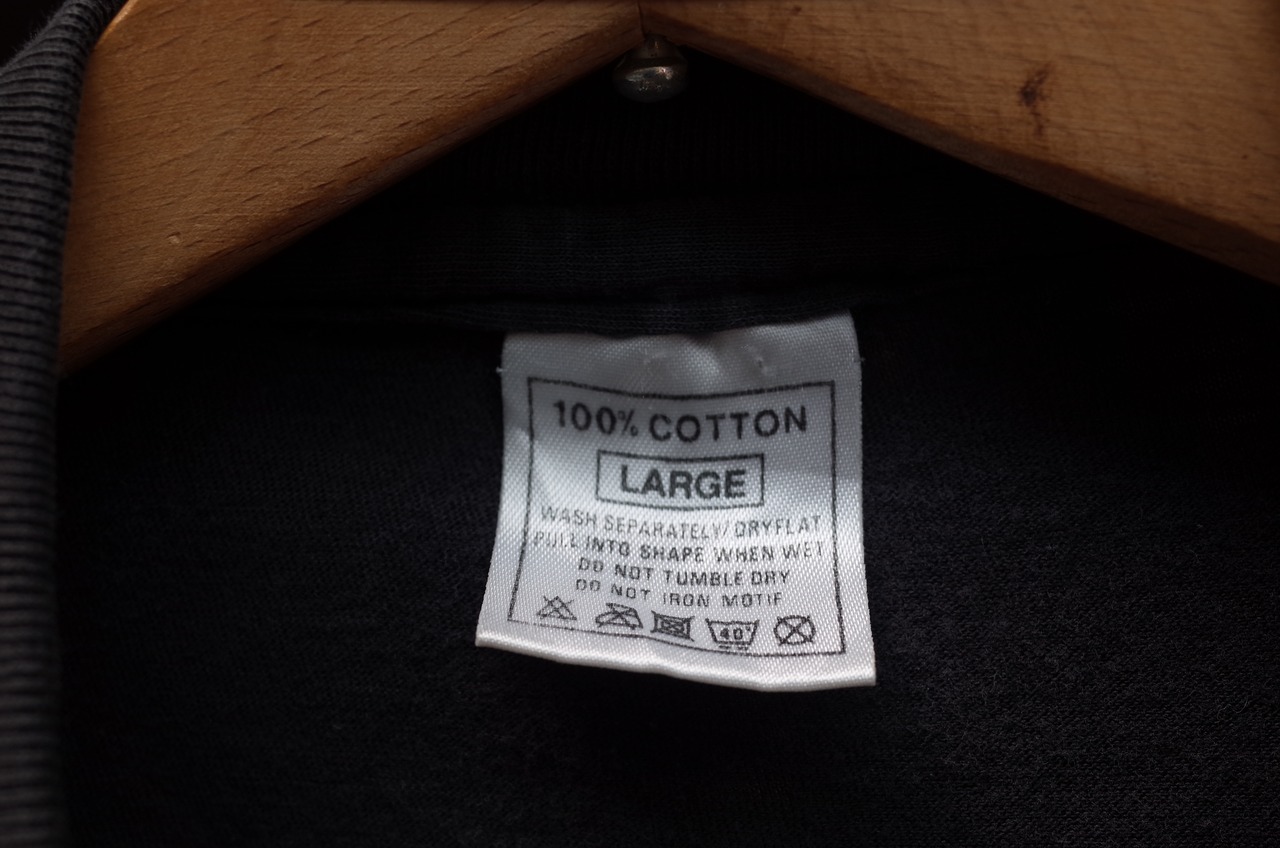 100% COTTON
LARGE
WASH SEPARATELY/DRYFLAT
PULL INTO SHAPE WHEN WET
DO NOT TUMBLE DRY
DO NOT IRON MOTIF
40°